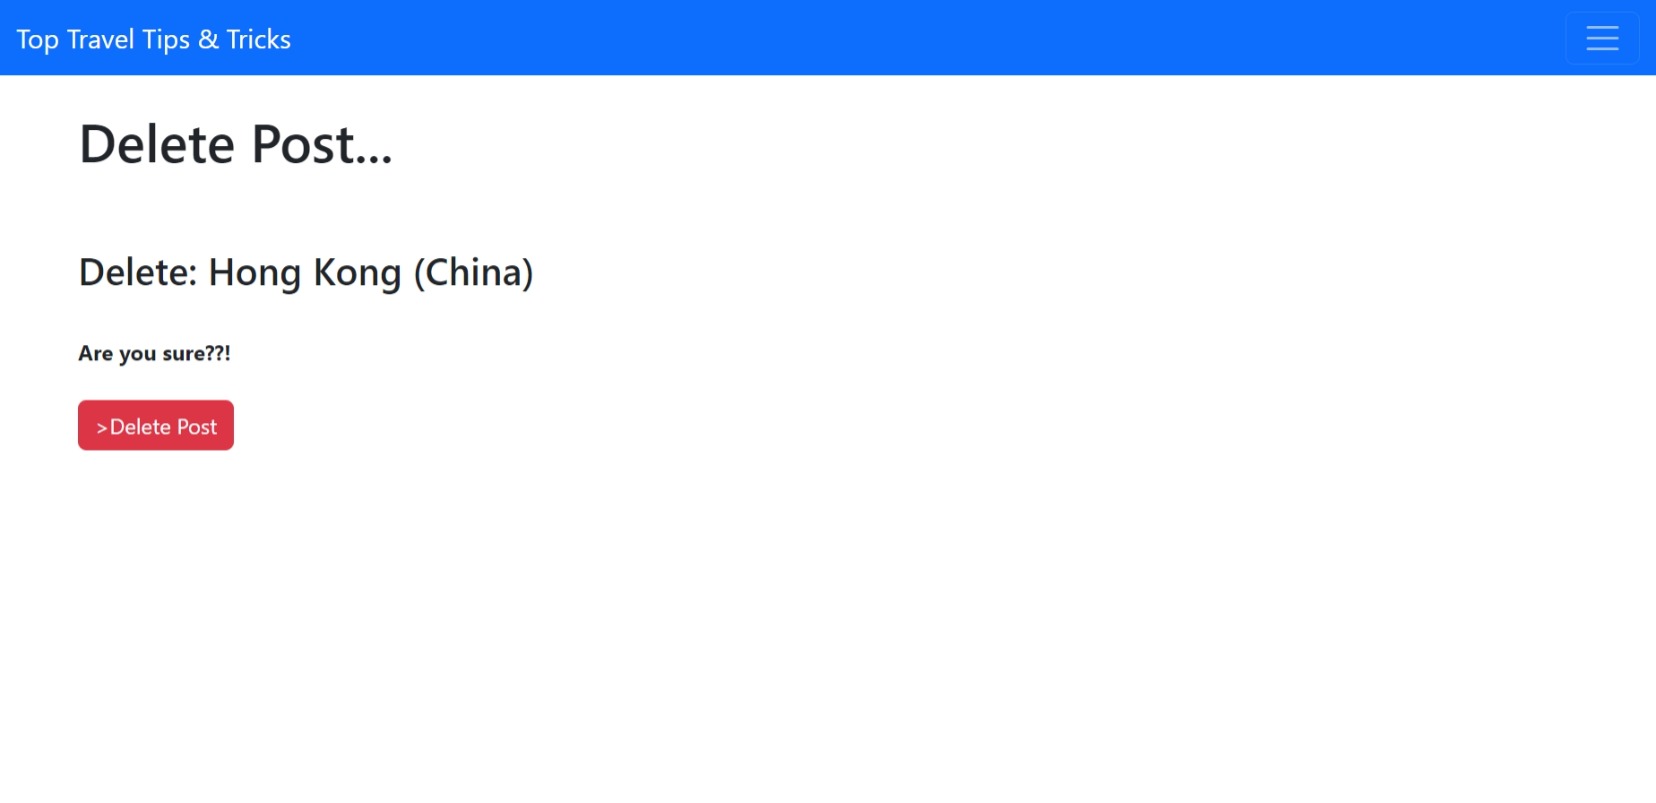 Top Travel Tips & Tricks
Delete Post...
Delete: Hong Kong (China)
Are you sure??!
>Delete Post